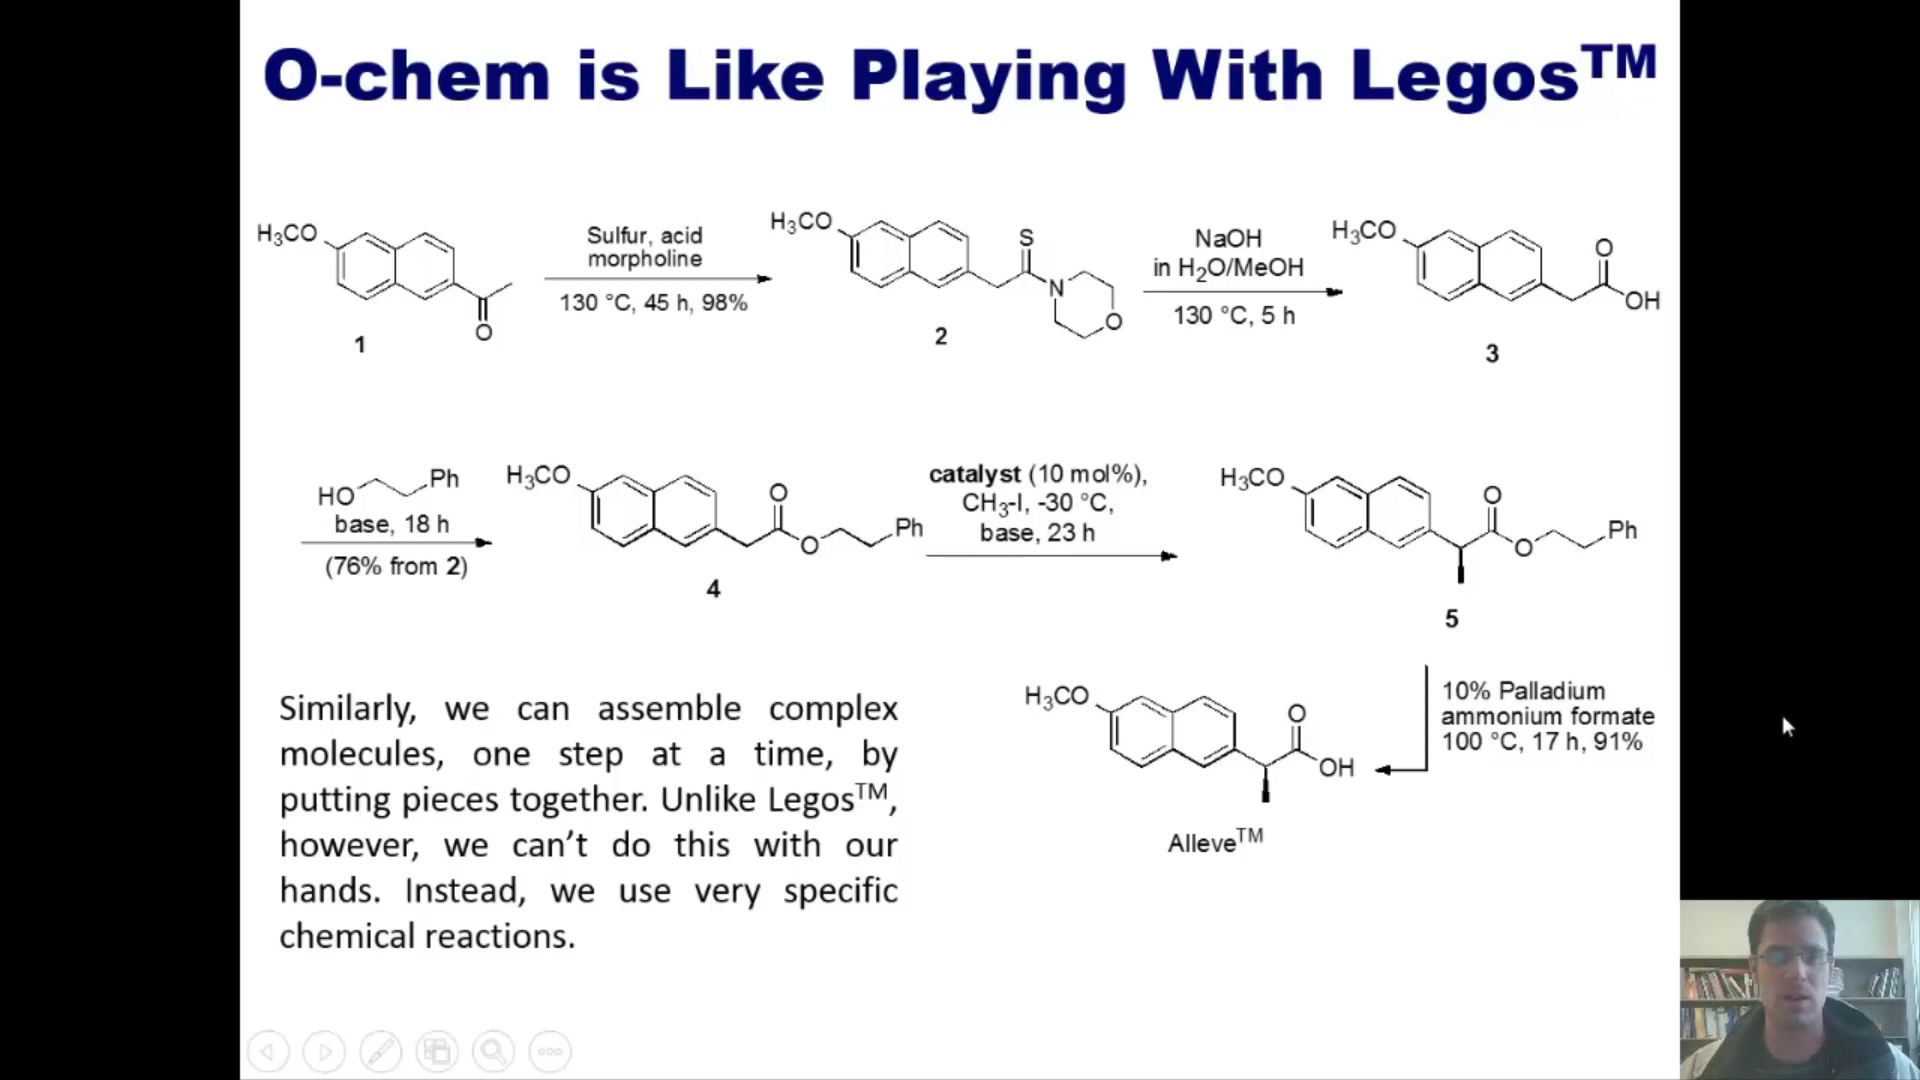 O-chem is Like Playing With Legos™
H₃CO
O
1
Sulfur, acid
morpholine
130 °C, 45 h, 98%
H₃CO
S
N
O
2
NaOH
in H₂O/MeOH
130 °C, 5 h
H₃CO
O
OH
3
HO
Ph
base, 18 h
(76% from 2)
H₃CO
O
O
Ph
4
catalyst (10 mol%),
CH₃-I, -30 °C,
base, 23 h
H₃CO
O
O
Ph
5
10% Palladium
ammonium formate
100 °C, 17 h, 91%
H₃CO
O
OH
Alleve™
Similarly, we can assemble complex
molecules, one step at a time, by
putting pieces together. Unlike Legos™,
however, we can’t do this with our
hands. Instead, we use very specific
chemical reactions.